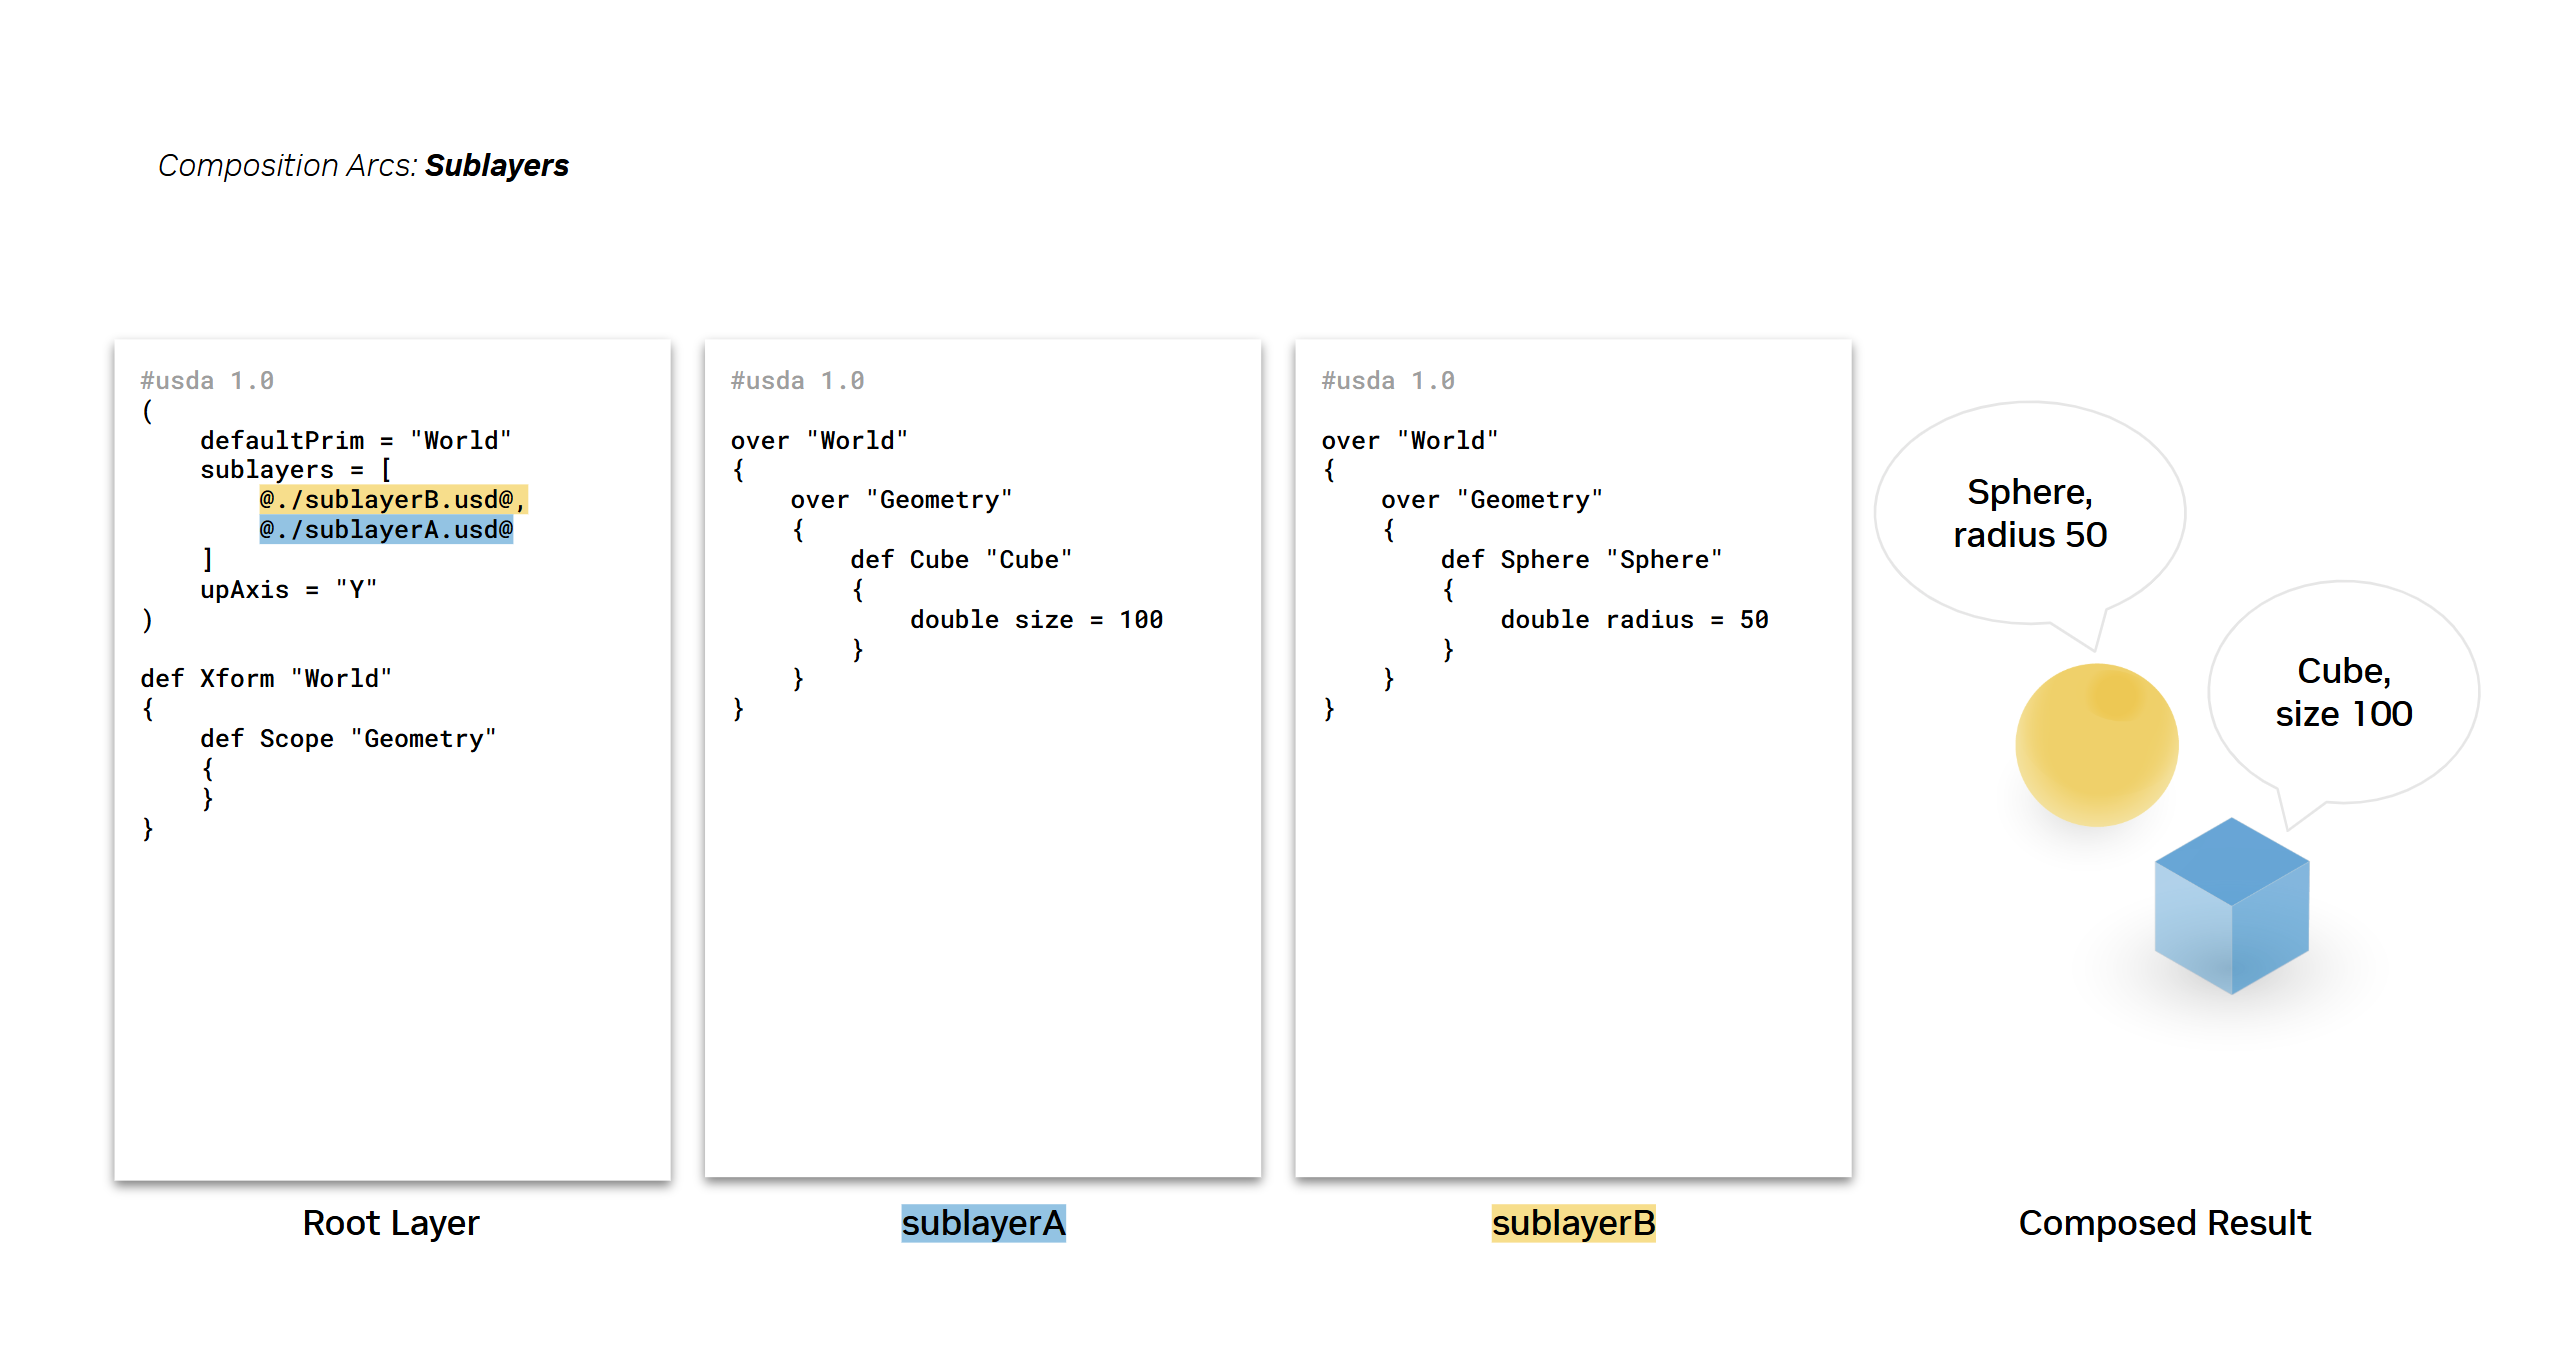 Composition Arcs: Sublayers
#usda 1.0
(
    defaultPrim = "World"
    sublayers = [
        @./sublayerB.usd@,
        @./sublayerA.usd@
    ]
    upAxis = "Y"
)
def Xform "World"
{
    def Scope "Geometry"
    {
    }
}
Root Layer
#usda 1.0
over "World"
{
    over "Geometry"
    {
        def Cube "Cube"
        {
            double size = 100
        }
    }
}
sublayerA
#usda 1.0
over "World"
{
    over "Geometry"
    {
        def Sphere "Sphere"
        {
            double radius = 50
        }
    }
}
sublayerB
Sphere,
radius 50
Cube,
size 100
Composed Result